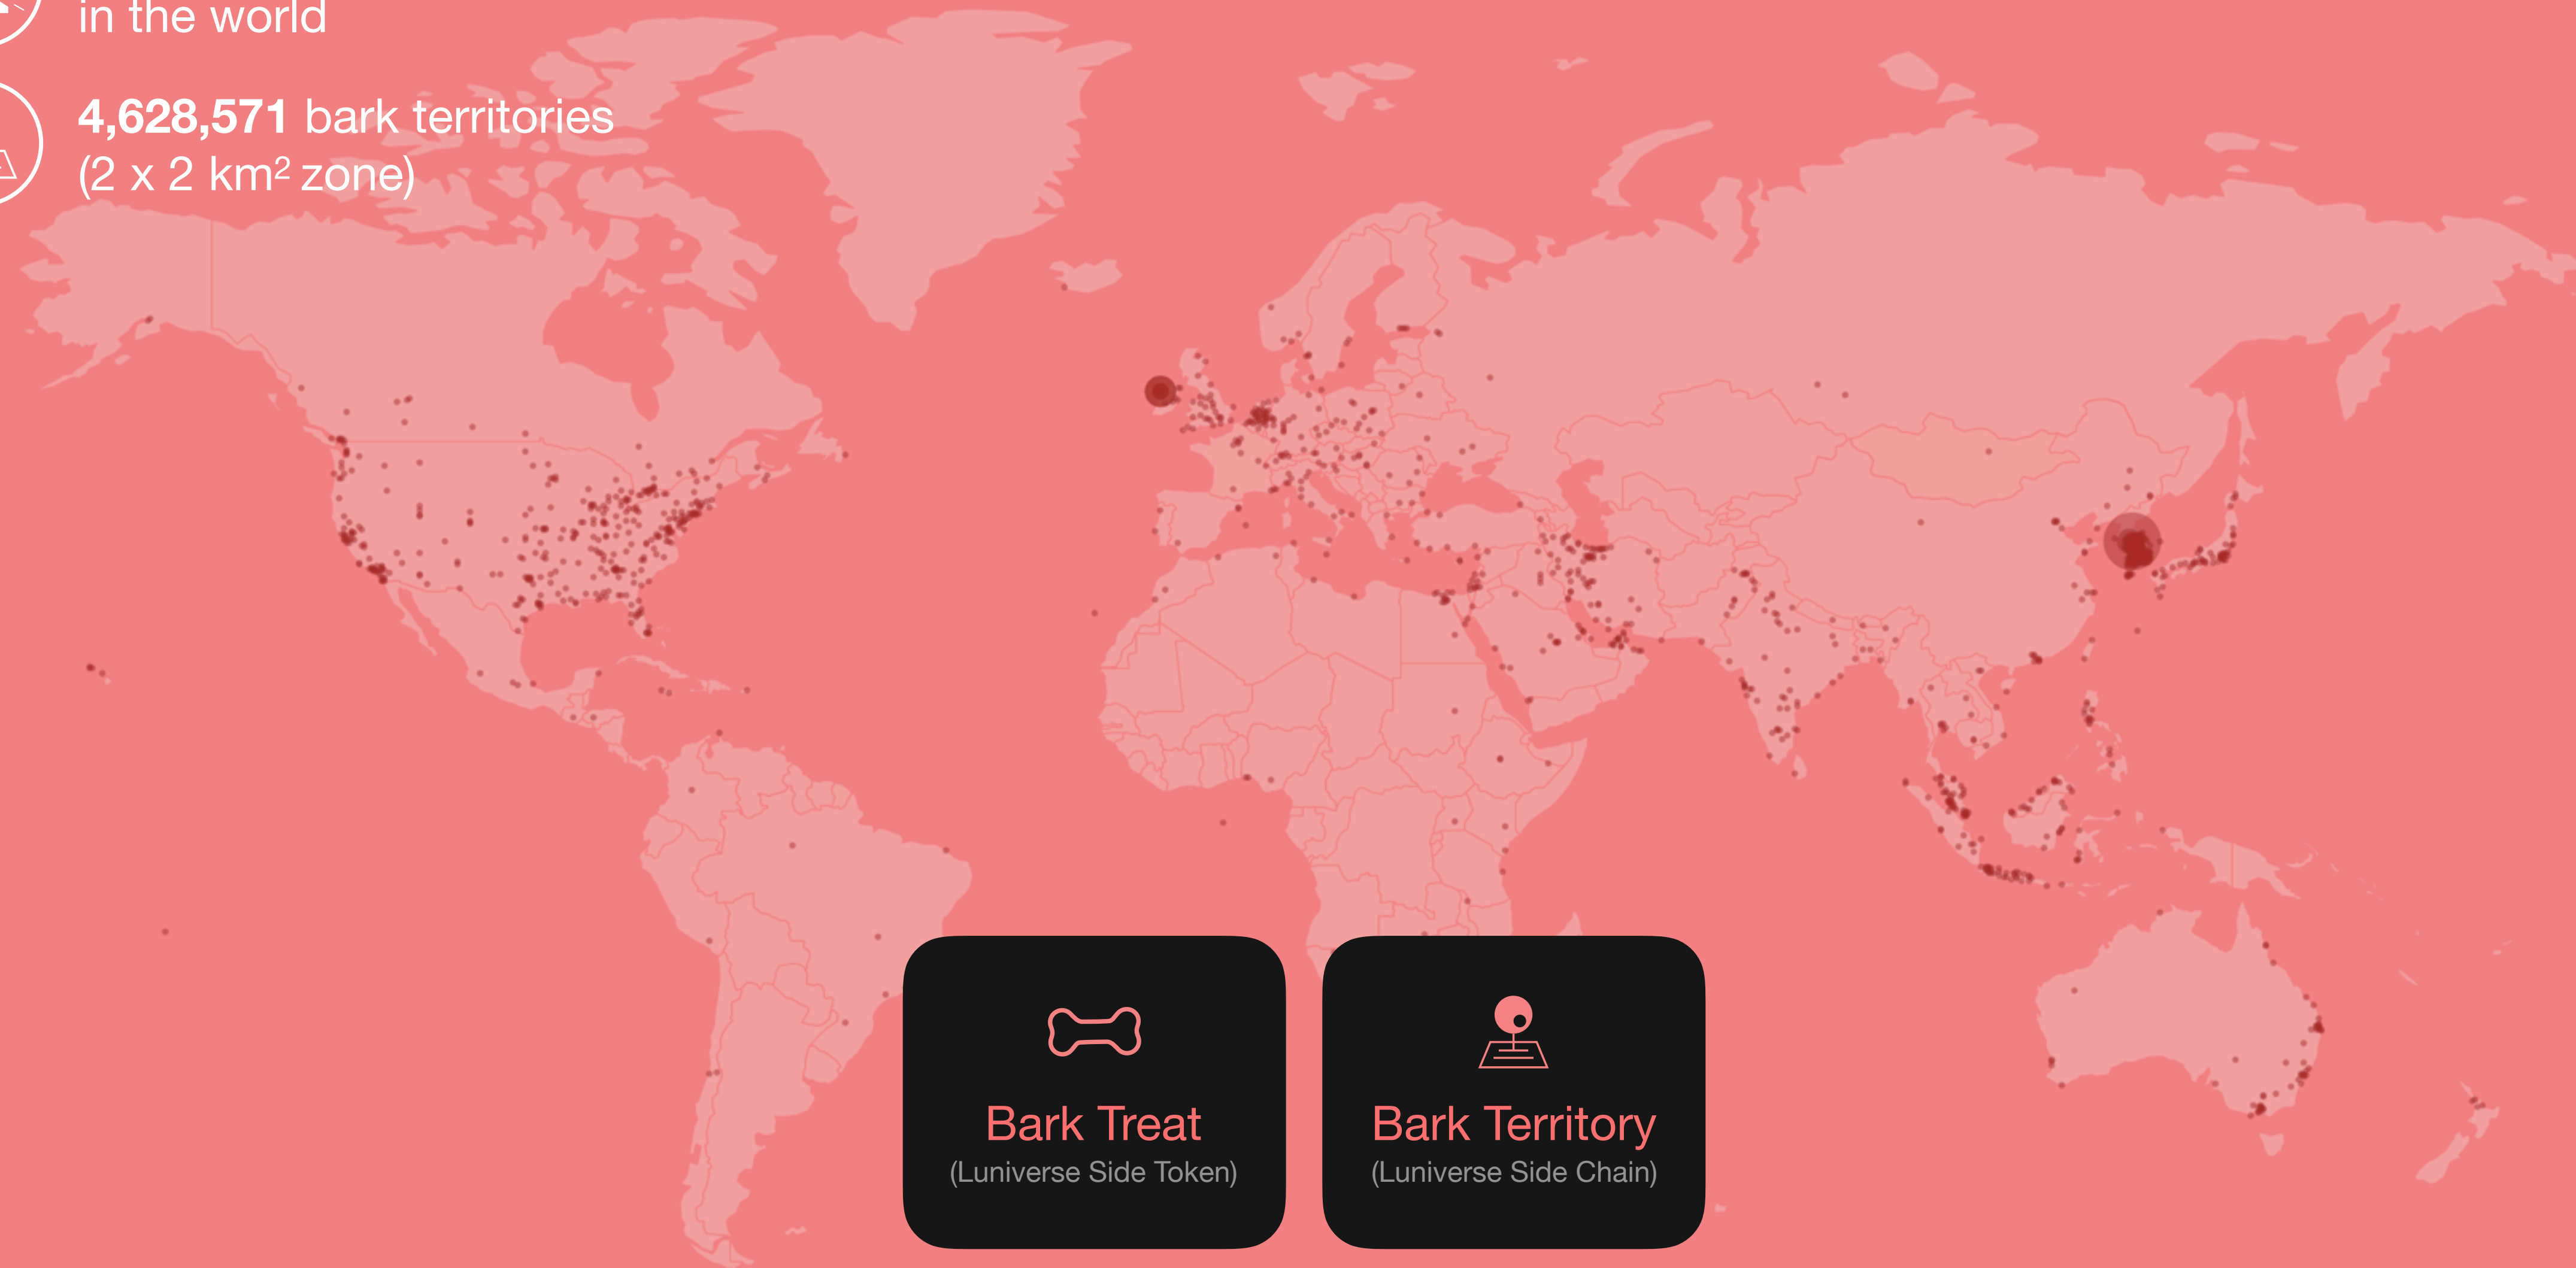 in the world
4,628,571 bark territories
(2 x 2 km² zone)
Bark Treat
(Luniverse Side Token)
Bark Territory
(Luniverse Side Chain)